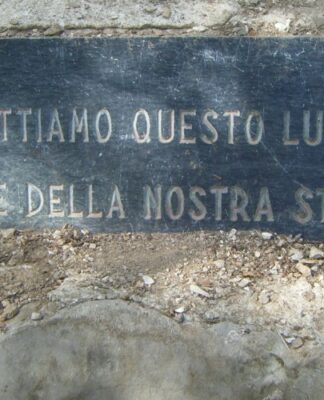 TTIAMO QUESTO LU
E DELLA NOSTRA ST